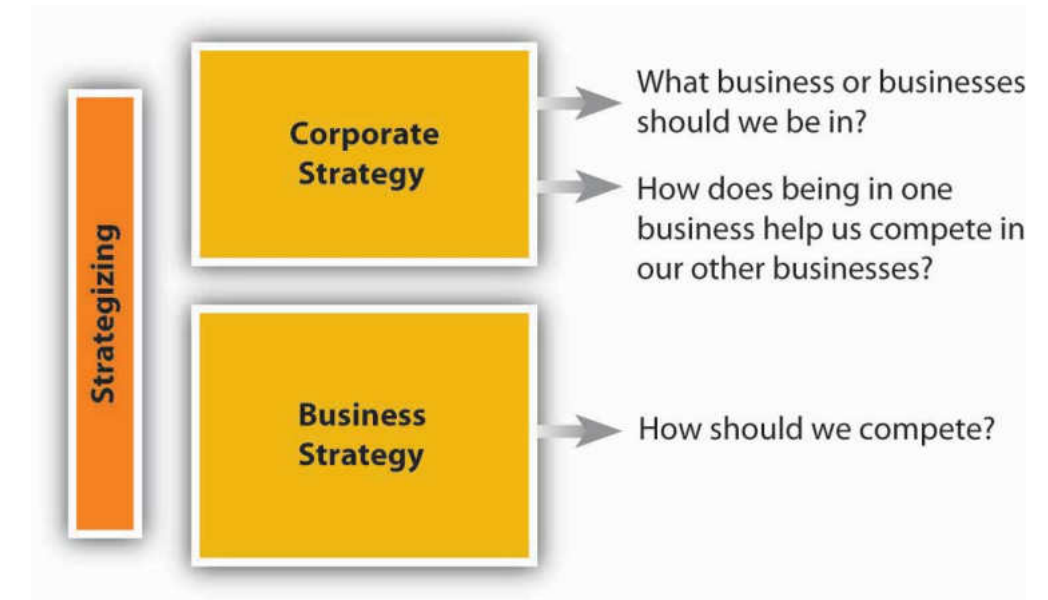 Strategizing
Corporate
Strategy
What business or businesses
should we be in?
How does being in one
business help us compete in
our other businesses?
Business
Strategy
How should we compete?